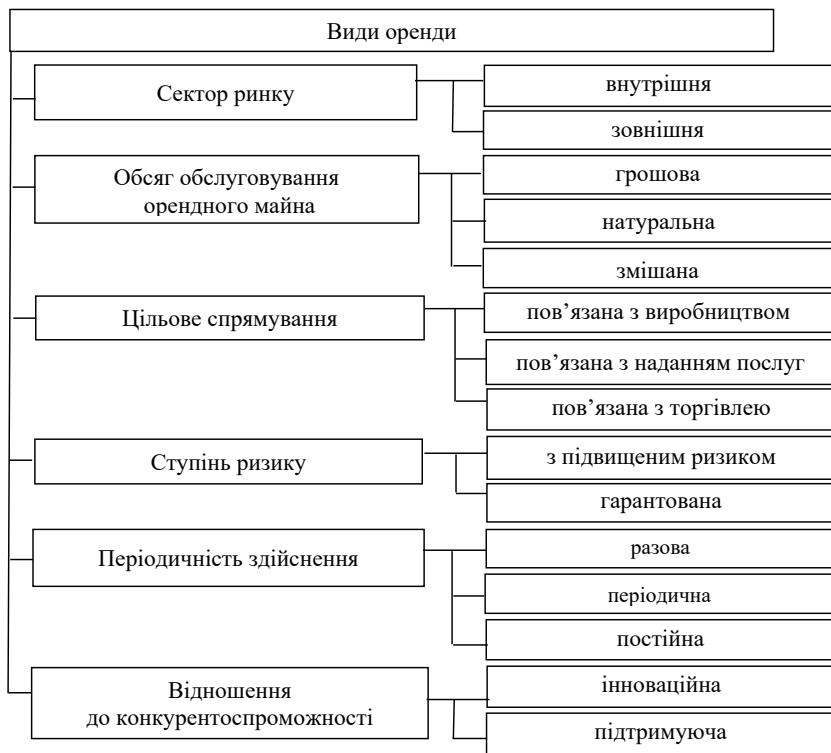 Види оренди
Сектор ринку
внутрішня
зовнішня
Обсяг обслуговування
орендного майна
грошова
натуральна
змішана
Цільове спрямування
пов’язана з виробництвом
пов’язана з наданням послуг
пов’язана з торгівлею
Ступінь ризику
з підвищеним ризиком
гарантована
Періодичність здійснення
разова
періодична
постійна
Відношення
до конкурентоспроможності
інноваційна
підтримуюча